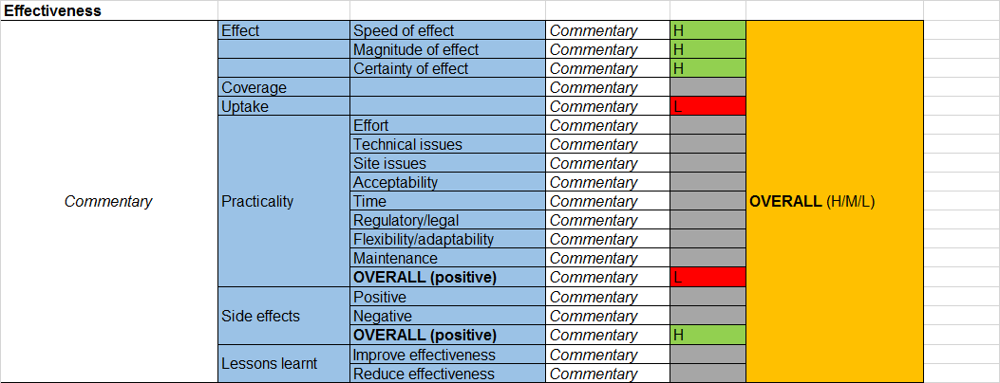 Effectiveness
Effect Speed of effect Commentary H
Magnitude of effect Commentary H
Certainty of effect Commentary H
Coverage Commentary
Uptake Commentary L
Effort Commentary
Technical issues Commentary
Site issues Commentary
Acceptability Commentary
Commentary Practicality Time Commentary OVERALL (H/M/L)
Regulatory/legal Commentary
Flexibility/adaptability Commentary
Maintenance Commentary
OVERALL (positive) Commentary L
Positive Commentary
Side effects Negative Commentary
OVERALL (positive) Commentary H
Lessons learnt Improve effectiveness Commentary
Reduce effectiveness Commentary